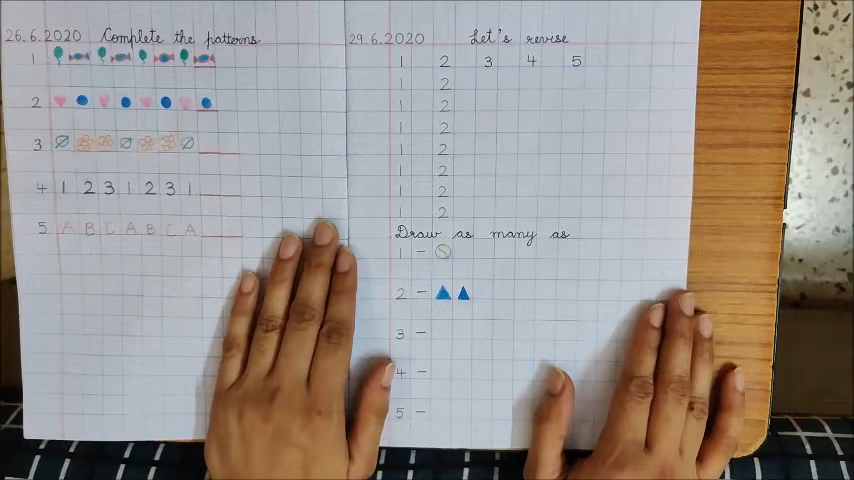 26.6.2020 Complete the patterns
1
2
3
4 1 2 3 1 2 3 1
5 A B C A B C A
29.6.2020 Let's revise
1 2 3 4 5
1 2
1 2
1 2
1 2
1 2
1 2
1 2
Draw as many as
1 -
2 -
3 -
4 -
5 -